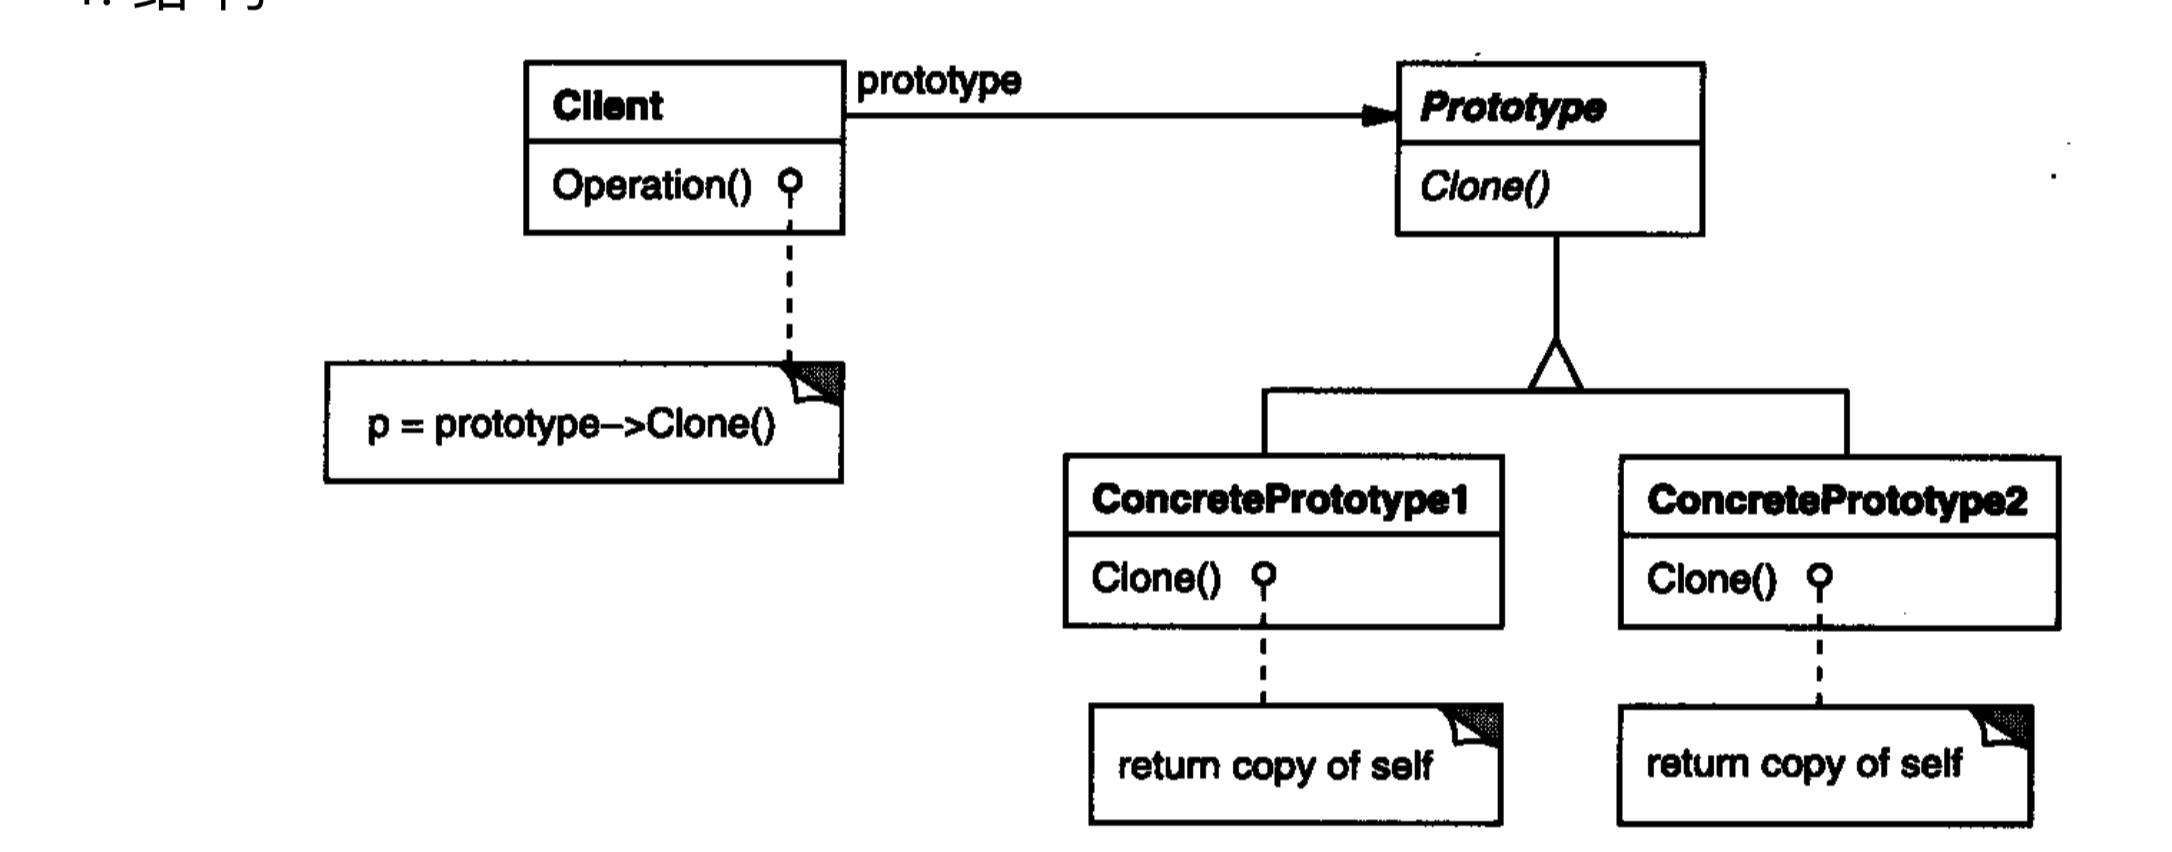 prototype
Client
Prototype
Operation()
Clone()
p = prototype–>Clone()
ConcretePrototype1
ConcretePrototype2
Clone()
Clone()
return copy of self
return copy of self